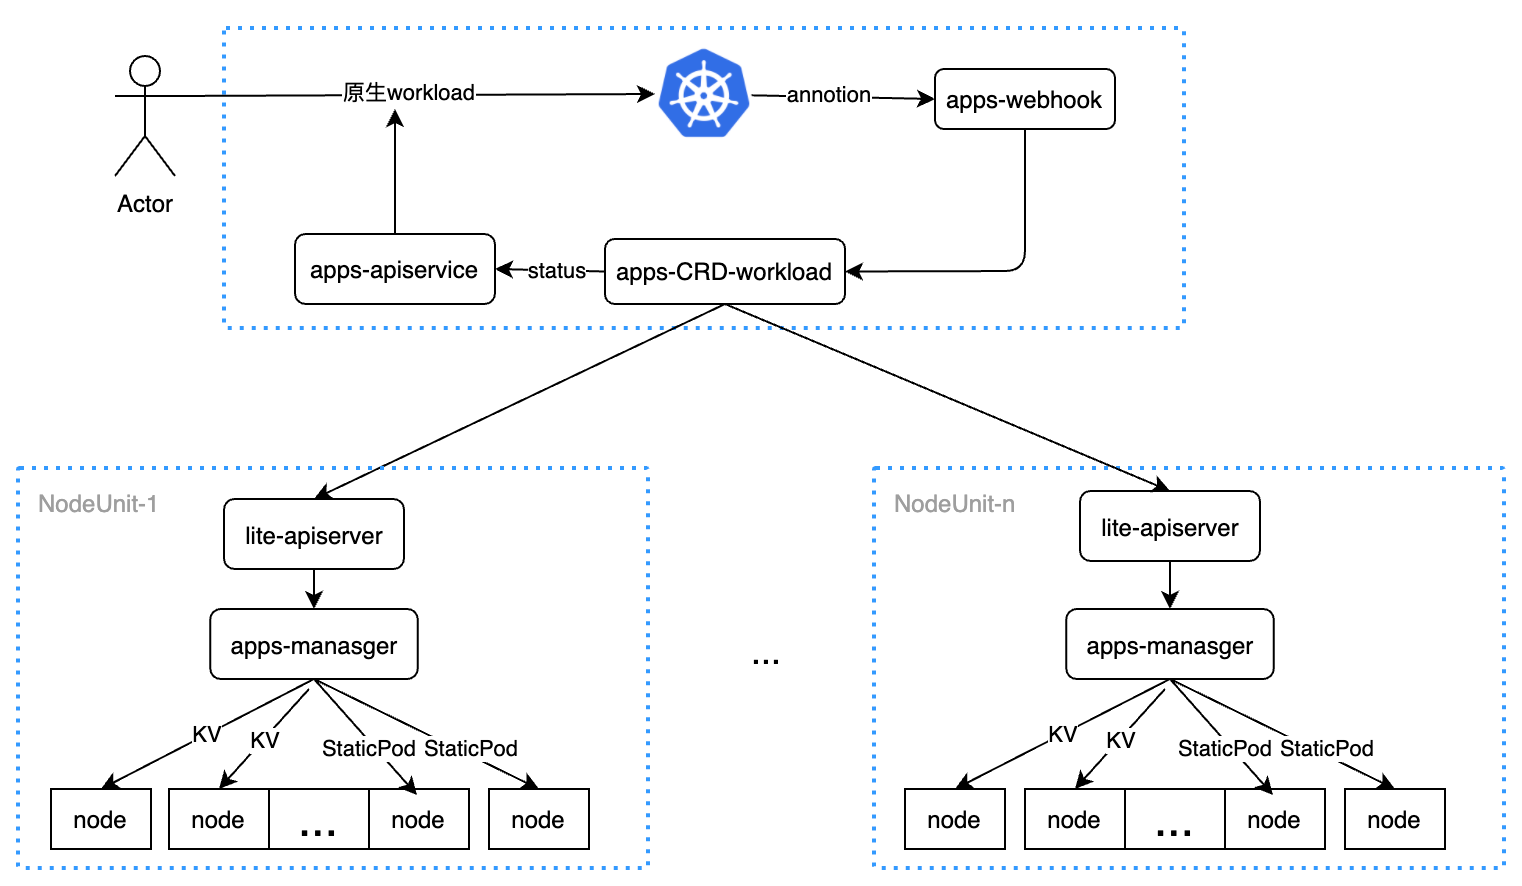 原生workload
annotion
apps-webhook
Actor
apps-apiservice
status
apps-CRD-workload
NodeUnit-1
lite-apiserver
apps-manasger
KV
KV
StaticPod
StaticPod
node
node
...
node
node
...
NodeUnit-n
lite-apiserver
apps-manasger
KV
KV
StaticPod
StaticPod
node
node
...
node
node